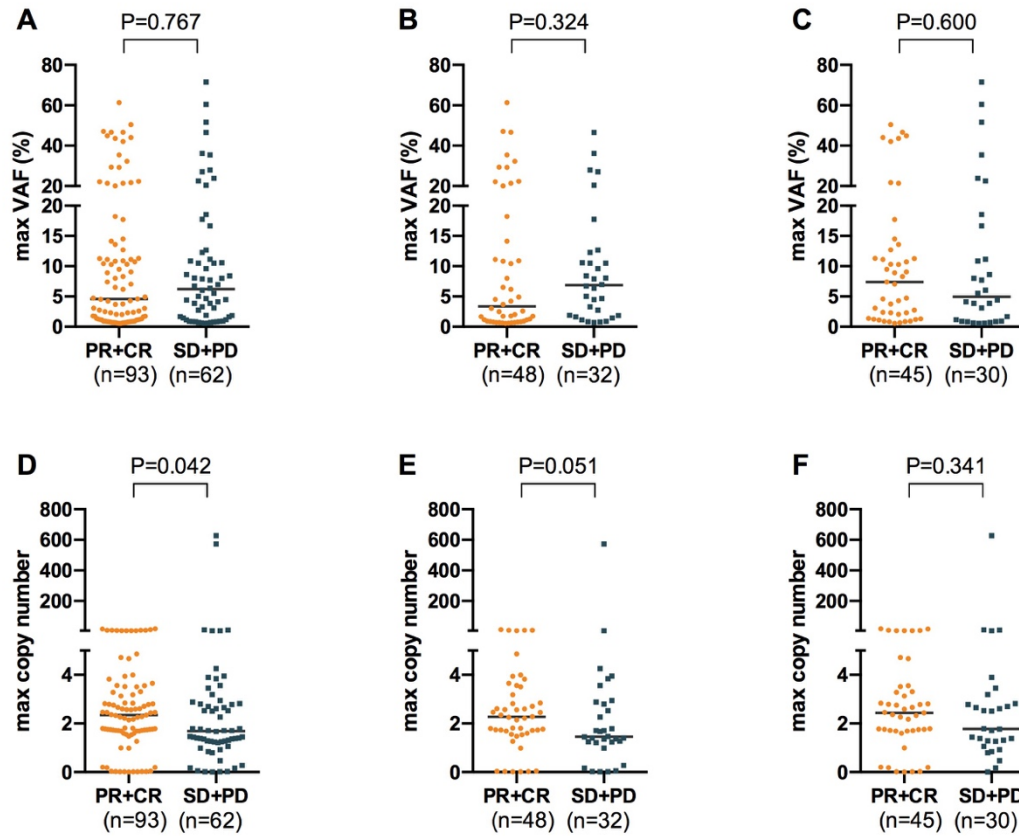 A
P=0.767
max VAF (%)
80
60
40
20
20
15
10
5
0
PR+CR SD+PD
(n=93) (n=62)
B
P=0.324
max VAF (%)
80
60
40
20
20
15
10
5
0
PR+CR SD+PD
(n=48) (n=32)
C
P=0.600
max VAF (%)
80
60
40
20
20
15
10
5
0
PR+CR SD+PD
(n=45) (n=30)
D
P=0.042
max copy number
800
600
400
200
4
2
0
PR+CR SD+PD
(n=93) (n=62)
E
P=0.051
max copy number
800
600
400
200
4
2
0
PR+CR SD+PD
(n=48) (n=32)
F
P=0.341
max copy number
800
600
400
200
4
2
0
PR+CR SD+PD
(n=45) (n=30)